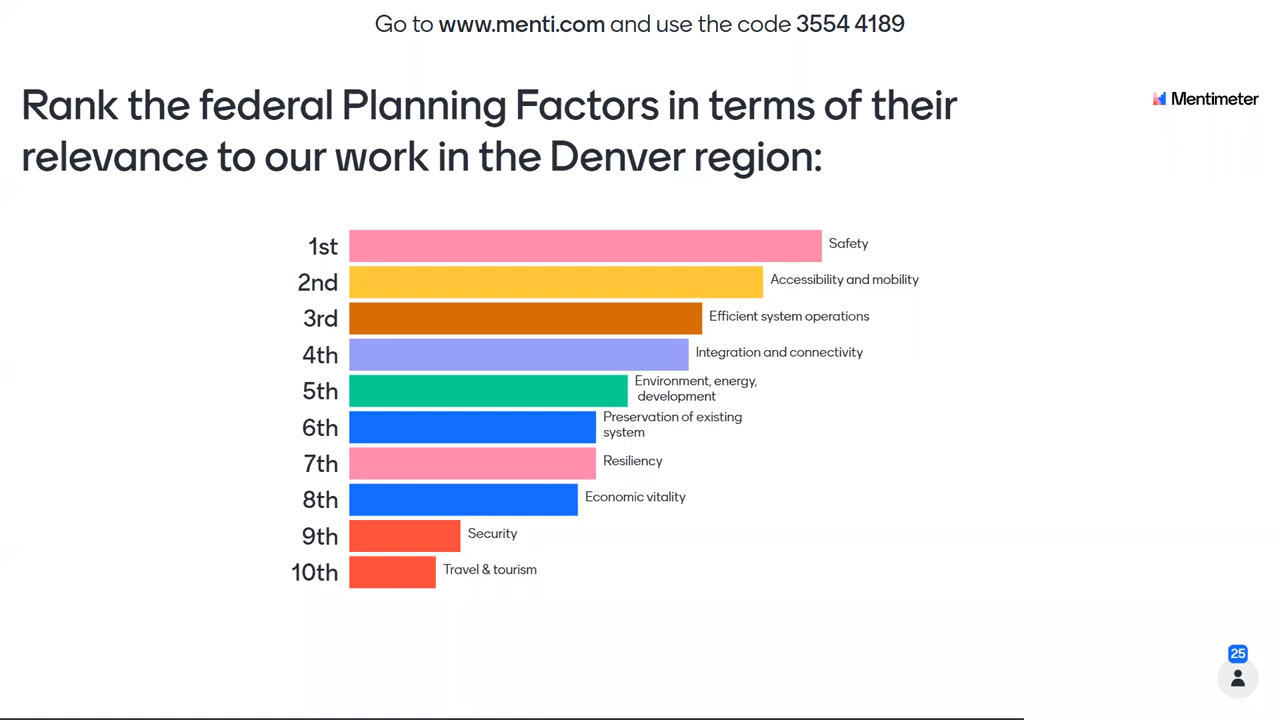 Go to www.menti.com and use the code 3554 4189
Mentimeter
Rank the federal Planning Factors in terms of their
relevance to our work in the Denver region:
1st Safety
2nd Accessibility and mobility
3rd Efficient system operations
4th Integration and connectivity
5th Environment, energy,
development
6th Preservation of existing
system
7th Resiliency
8th Economic vitality
9th Security
10th Travel & tourism
25